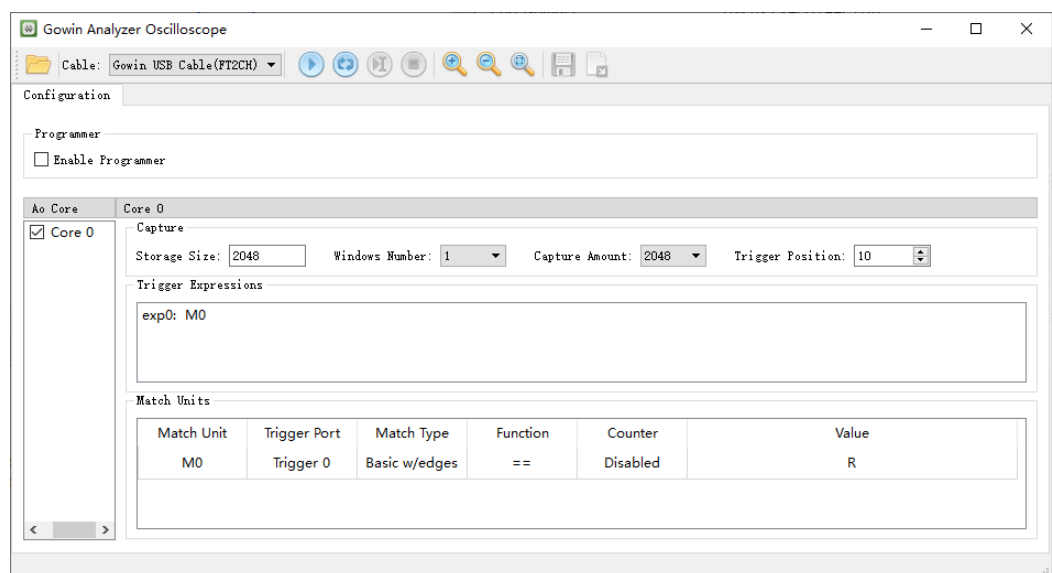 Gowin Analyzer Oscilloscope
Cable: Gowin USB Cable(FT2CH)
Configuration
Programmer
Enable Programmer
Ao Core
Core 0
Core 0
Capture
Storage Size: 2048 Windows Number: 1 Capture Amount: 2048 Trigger Position: 10
Trigger Expressions
exp0: M0
Match Units
Match Unit Trigger Port Match Type Function Counter Value
M0 Trigger 0 Basic w/edges == Disabled R